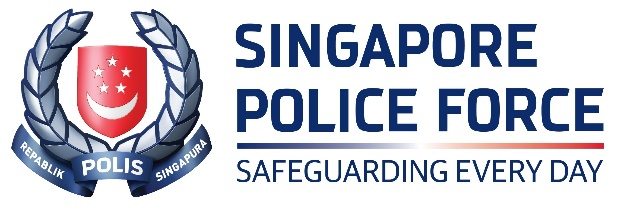 REPABLIK POLIS SINGAPURA
SINGAPORE
POLICE FORCE
SAFEGUARDING EVERY DAY